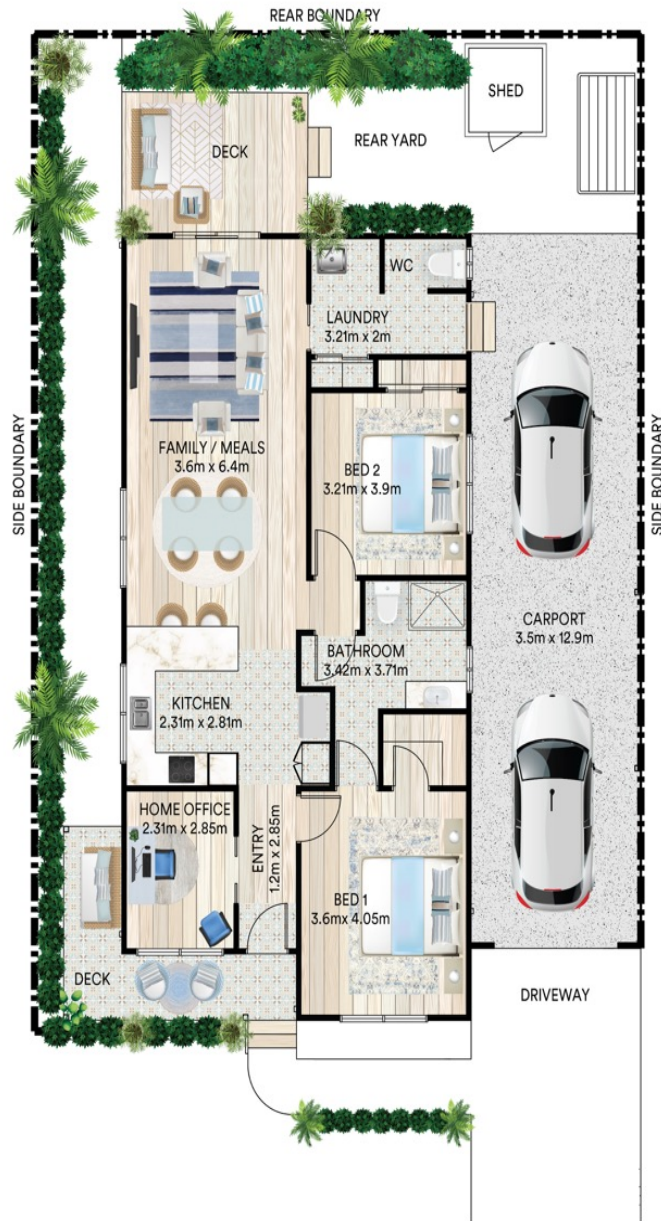 REAR BOUNDARY
SHED
REAR YARD
DECK
WC
LAUNDRY
3.21m x 2m
FAMILY / MEALS
3.6m x 6.4m
BED 2
3.21m x 3.9m
SIDE BOUNDARY
SIDE BOUNDARY
CARPORT
3.5m x 12.9m
BATHROOM
3.42m x 3.71m
KITCHEN
2.31m x 2.81m
HOME OFFICE
2.31m x 2.85m
ENTRY
1.2m x 2.85m
BED 1
3.6mx 4.05m
DECK
DRIVEWAY